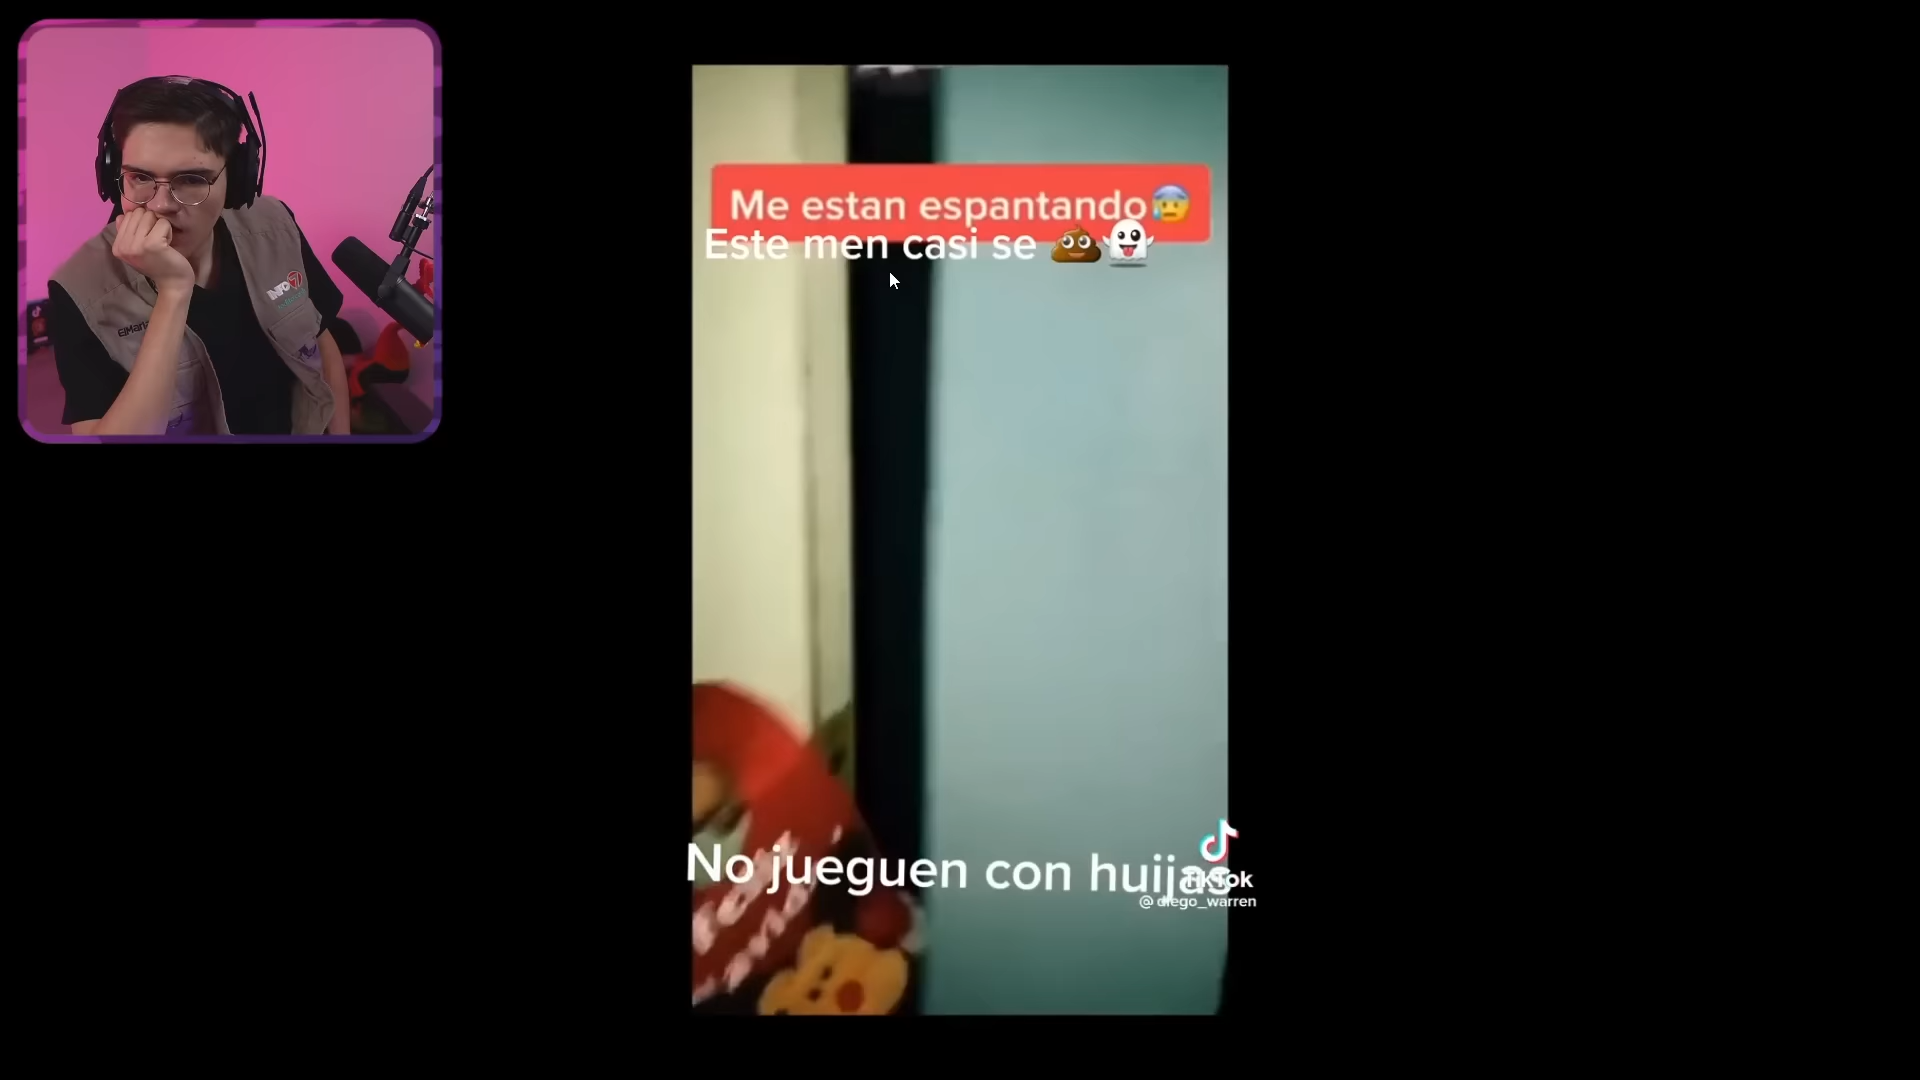 Me estan espantando😰
Este men casi se 💩👻
No jueguen con huijas
TikTok
@diego_warren